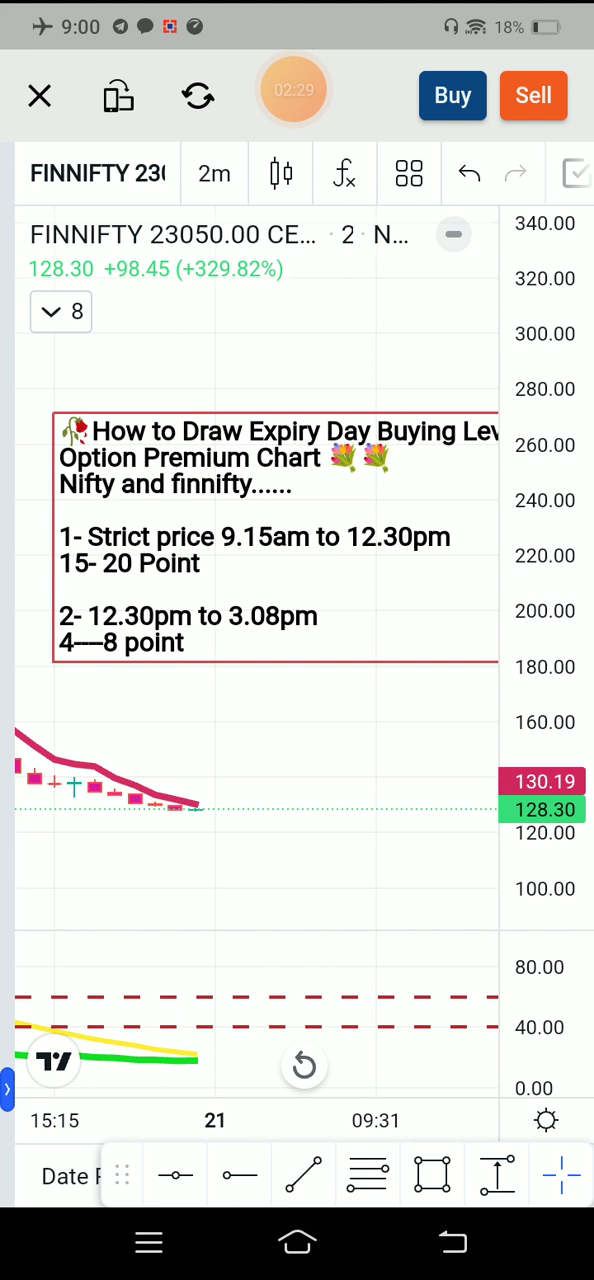 9:00
18%
02:29
Buy
Sell
FINNIFTY 230
2m
FINNIFTY 23050.00 CE... · 2 · N...
128.30 +98.45 (+329.82%)
8
🥀How to Draw Expiry Day Buying Lev
Option Premium Chart 💐💐
Nifty and finnifty......
1- Strict price 9.15am to 12.30pm
15- 20 Point
2- 12.30pm to 3.08pm
4----8 point
340.00
320.00
300.00
280.00
260.00
240.00
220.00
200.00
180.00
160.00
130.19
128.30
120.00
100.00
80.00
40.00
0.00
15:15
21
09:31
Date